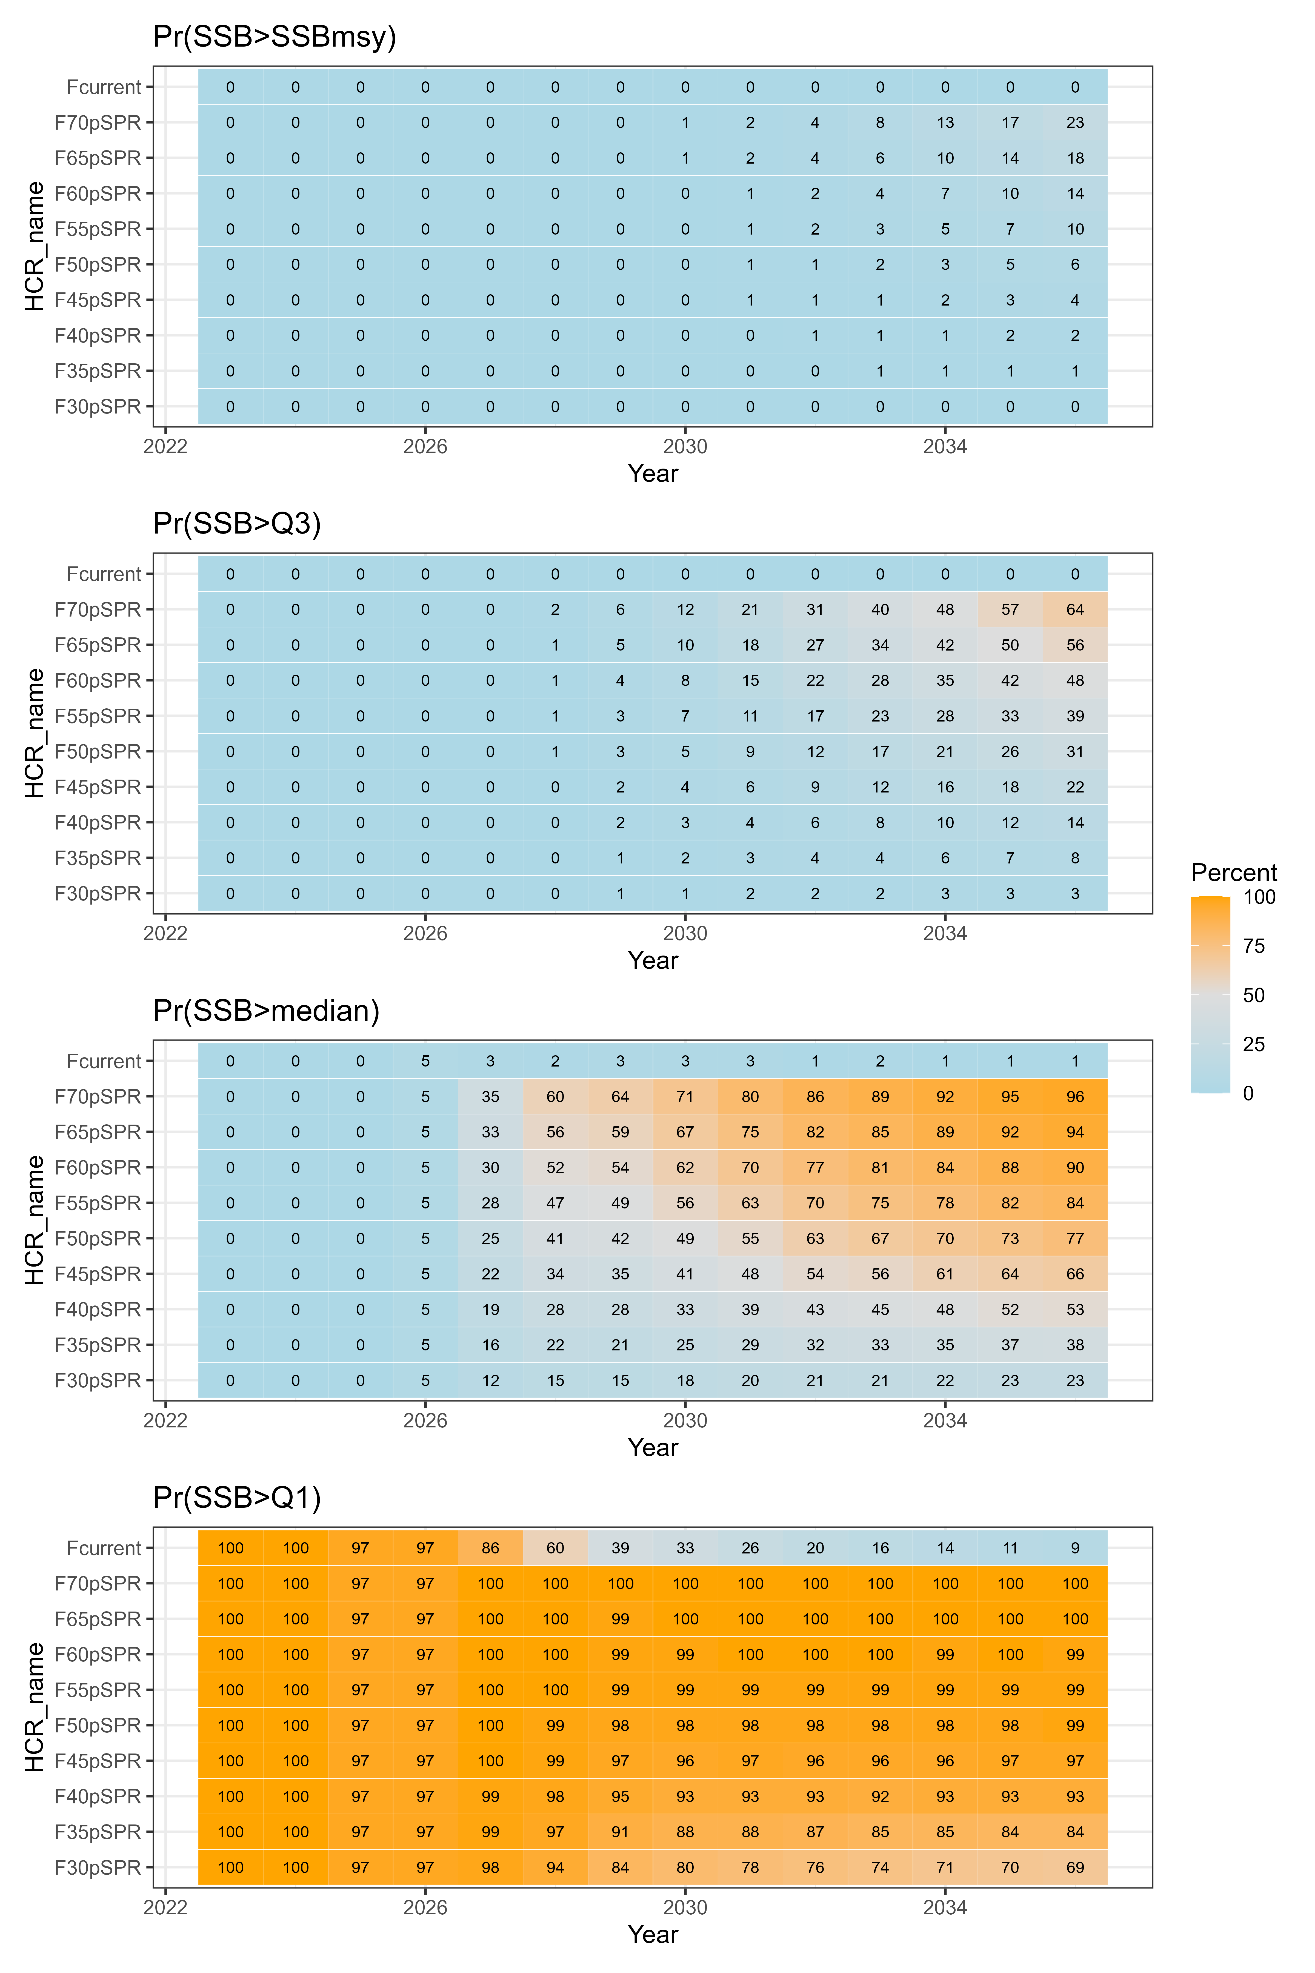 Pr(SSB>SSBmsy)
HCR_name
Fcurrent 0 0 0 0 0 0 0 0 0 0 0 0 0 0
F70pSPR 0 0 0 0 0 0 0 1 2 4 8 13 17 23
F65pSPR 0 0 0 0 0 0 0 1 2 4 6 10 14 18
F60pSPR 0 0 0 0 0 0 0 0 1 2 4 7 10 14
F55pSPR 0 0 0 0 0 0 0 0 1 2 3 5 7 10
F50pSPR 0 0 0 0 0 0 0 0 1 1 2 3 5 6
F45pSPR 0 0 0 0 0 0 0 0 1 1 1 2 3 4
F40pSPR 0 0 0 0 0 0 0 0 0 1 1 1 2 2
F35pSPR 0 0 0 0 0 0 0 0 0 0 1 1 1 1
F30pSPR 0 0 0 0 0 0 0 0 0 0 0 0 0 0
2022 2026 2030 2034
Year
Pr(SSB>Q3)
HCR_name
Fcurrent 0 0 0 0 0 0 0 0 0 0 0 0 0 0
F70pSPR 0 0 0 0 0 2 6 12 21 31 40 48 57 64
F65pSPR 0 0 0 0 0 1 5 10 18 27 34 42 50 56
F60pSPR 0 0 0 0 0 1 4 8 15 22 28 35 42 48
F55pSPR 0 0 0 0 0 1 3 7 11 17 23 28 33 39
F50pSPR 0 0 0 0 0 1 3 5 9 12 17 21 26 31
F45pSPR 0 0 0 0 0 0 2 4 6 9 12 16 18 22
F40pSPR 0 0 0 0 0 0 2 3 4 6 8 10 12 14
F35pSPR 0 0 0 0 0 0 1 2 3 4 4 6 7 8
F30pSPR 0 0 0 0 0 0 1 1 2 2 2 3 3 3
2022 2026 2030 2034
Year
Percent
100
75
50
25
0
Pr(SSB>median)
HCR_name
Fcurrent 0 0 0 5 3 2 3 3 3 1 2 1 1 1
F70pSPR 0 0 0 5 35 60 64 71 80 86 89 92 95 96
F65pSPR 0 0 0 5 33 56 59 67 75 82 85 89 92 94
F60pSPR 0 0 0 5 30 52 54 62 70 77 81 84 88 90
F55pSPR 0 0 0 5 28 47 49 56 63 70 75 78 82 84
F50pSPR 0 0 0 5 25 41 42 49 55 63 67 70 73 77
F45pSPR 0 0 0 5 22 34 35 41 48 54 56 61 64 66
F40pSPR 0 0 0 5 19 28 28 33 39 43 45 48 52 53
F35pSPR 0 0 0 5 16 22 21 25 29 32 33 35 37 38
F30pSPR 0 0 0 5 12 15 15 18 20 21 21 22 23 23
2022 2026 2030 2034
Year
Pr(SSB>Q1)
HCR_name
Fcurrent 100 100 97 97 86 60 39 33 26 20 16 14 11 9
F70pSPR 100 100 97 97 100 100 100 100 100 100 100 100 100 100
F65pSPR 100 100 97 97 100 100 99 100 100 100 100 100 100 100
F60pSPR 100 100 97 97 100 100 99 99 100 100 100 99 100 99
F55pSPR 100 100 97 97 100 100 99 99 99 99 99 99 99 99
F50pSPR 100 100 97 97 100 99 98 98 98 98 98 98 98 99
F45pSPR 100 100 97 97 100 99 97 96 97 96 96 96 97 97
F40pSPR 100 100 97 97 99 98 95 93 93 93 92 93 93 93
F35pSPR 100 100 97 97 99 97 91 88 88 87 85 85 84 84
F30pSPR 100 100 97 97 98 94 84 80 78 76 74 71 70 69
2022 2026 2030 2034
Year